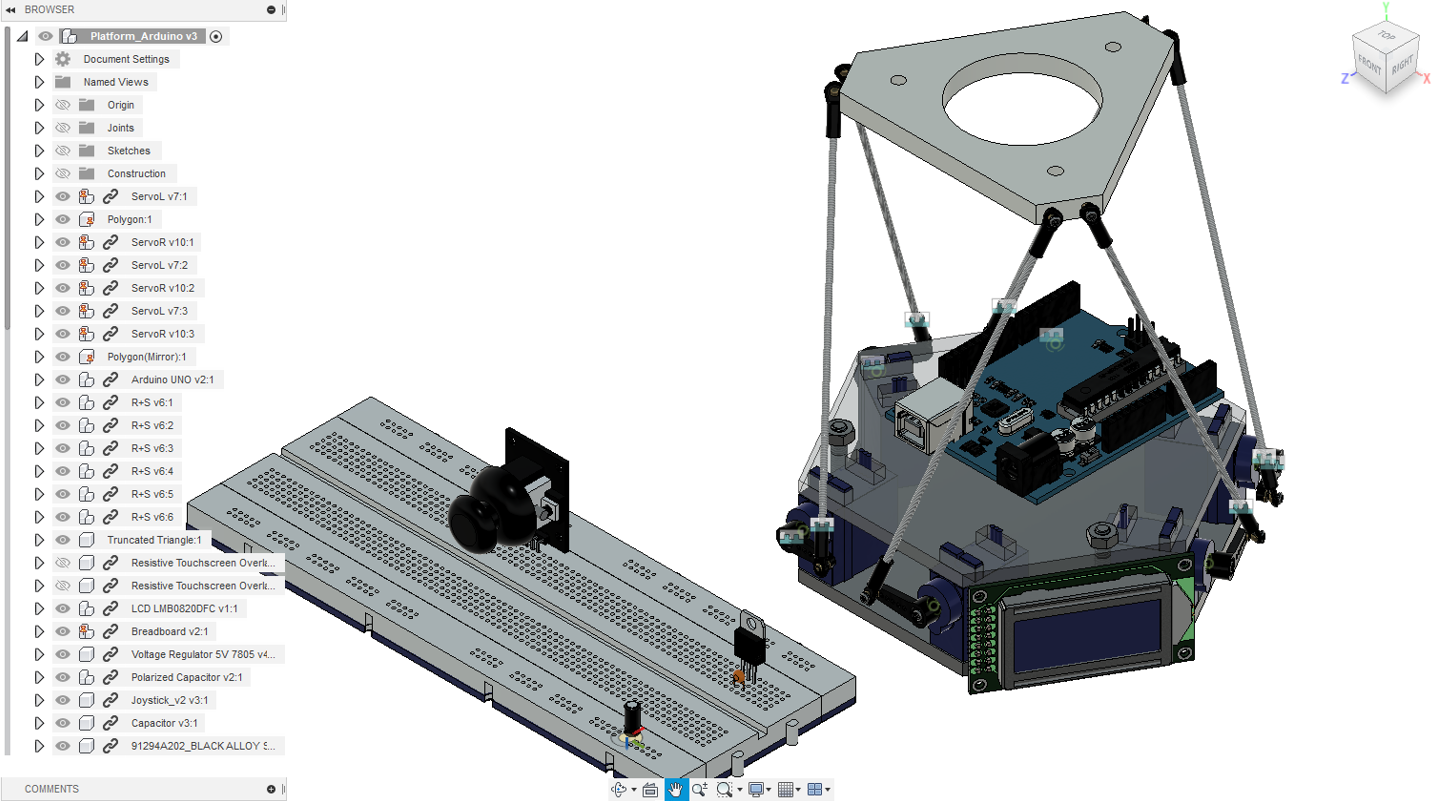 BROWSER
Platform_Arduino v3
Document Settings
Named Views
Origin
Joints
Sketches
Construction
ServoL v7:1
Polygon:1
ServoR v10:1
ServoL v7:2
ServoR v10:2
ServoL v7:3
ServoR v10:3
Polygon(Mirror):1
Arduino UNO v2:1
R+S v6:1
R+S v6:2
R+S v6:3
R+S v6:4
R+S v6:5
R+S v6:6
Truncated Triangle:1
Resistive Touchscreen Overl...
Resistive Touchscreen Overl...
LCD LMB0820DFC v1:1
Breadboard v2:1
Voltage Regulator 5V 7805 v4...
Polarized Capacitor v2:1
Joystick_v2 v3:1
Capacitor v3:1
91294A202_BLACK ALLOY S...
COMMENTS
Y
TOP
FRONT
RIGHT
Z
X